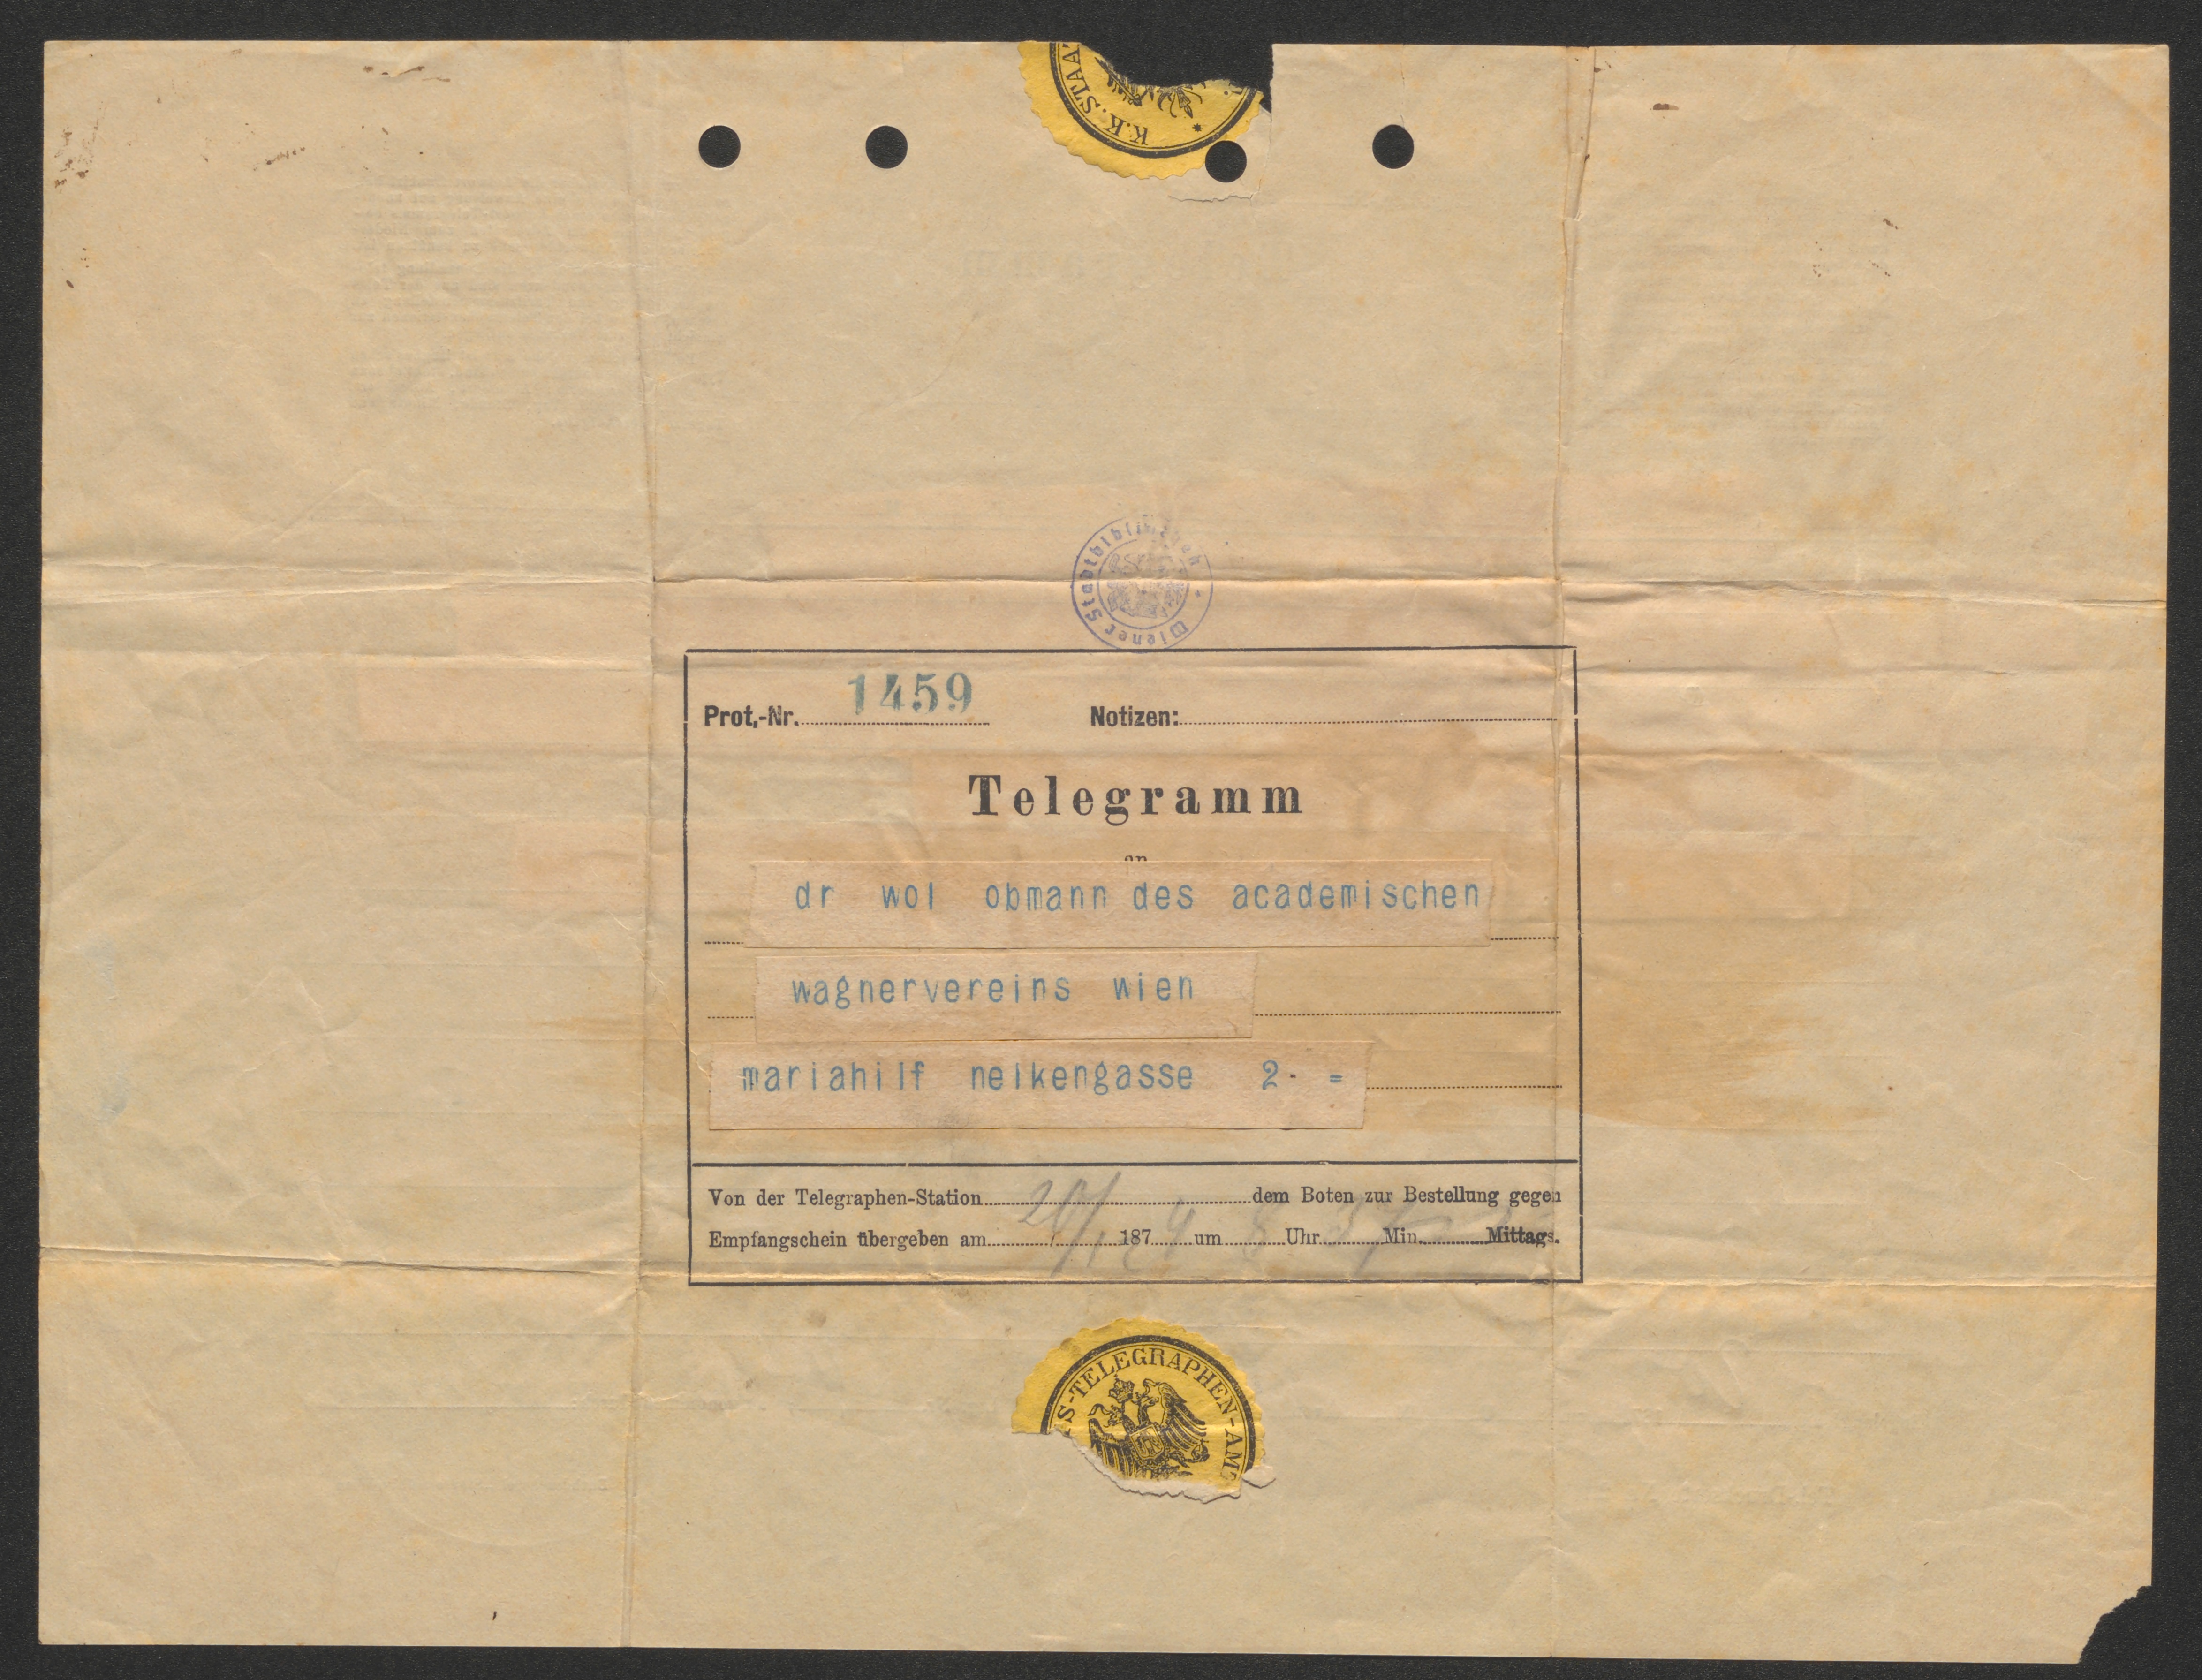 K.K. STAA
Wiener Stadtbibliothek
Prot.-Nr. 1459 Notizen:
Telegramm
an
dr wol obmann des academischen
wagnervereins wien
mariahilf nelkengasse 2. =
Von der Telegraphen-Station dem Boten zur Bestellung gegen
Empfangschein übergeben am 187 um Uhr Min. Mittags.
S-TELEGRAPHEN-AMT